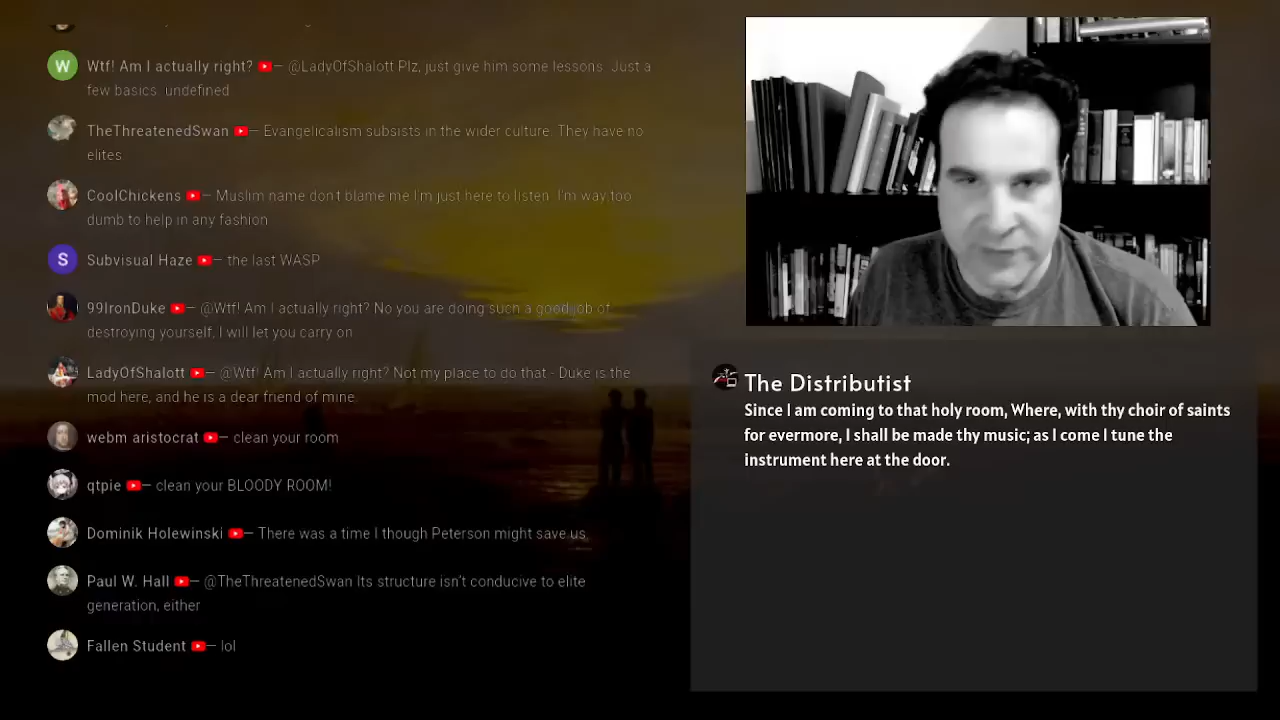 Wtf! Am I actually right? — @LadyOfShalott Plz, just give him some lessons. Just a
few basics. undefined
TheThreatenedSwan — Evangelicalism subsists in the wider culture. They have no
elites
CoolChickens — Muslim name don't blame me I'm just here to listen. I'm way too
dumb to help in any fashion
Subvisual Haze — the last WASP
99IronDuke — @Wtf! Am I actually right? No you are doing such a good job of
destroying yourself, I will let you carry on
LadyOfShalott — @Wtf! Am I actually right? Not my place to do that - Duke is the
mod here, and he is a dear friend of mine.
webm aristocrat — clean your room
qtpie — clean your BLOODY ROOM!
Dominik Holewinski — There was a time I though Peterson might save us.
Paul W. Hall — @TheThreatenedSwan Its structure isn't conducive to elite
generation, either
Fallen Student — lol
W
S
The Distributist
Since I am coming to that holy room, Where, with thy choir of saints
for evermore, I shall be made thy music; as I come I tune the
instrument here at the door.